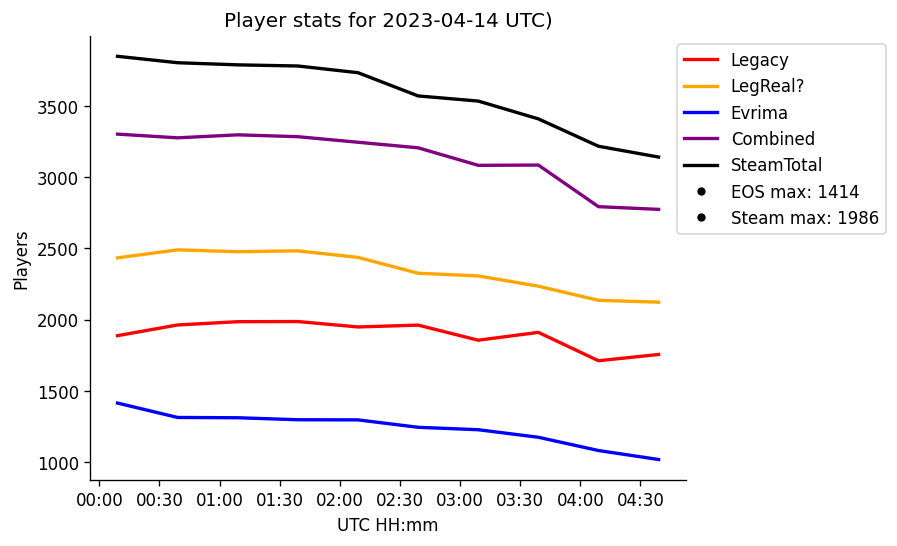 Player stats for 2023-04-14 UTC)
Legacy
LegReal?
Evrima
Combined
SteamTotal
EOS max: 1414
Steam max: 1986
Players
3500
3000
2500
2000
1500
1000
00:00 00:30 01:00 01:30 02:00 02:30 03:00 03:30 04:00 04:30
UTC HH:mm